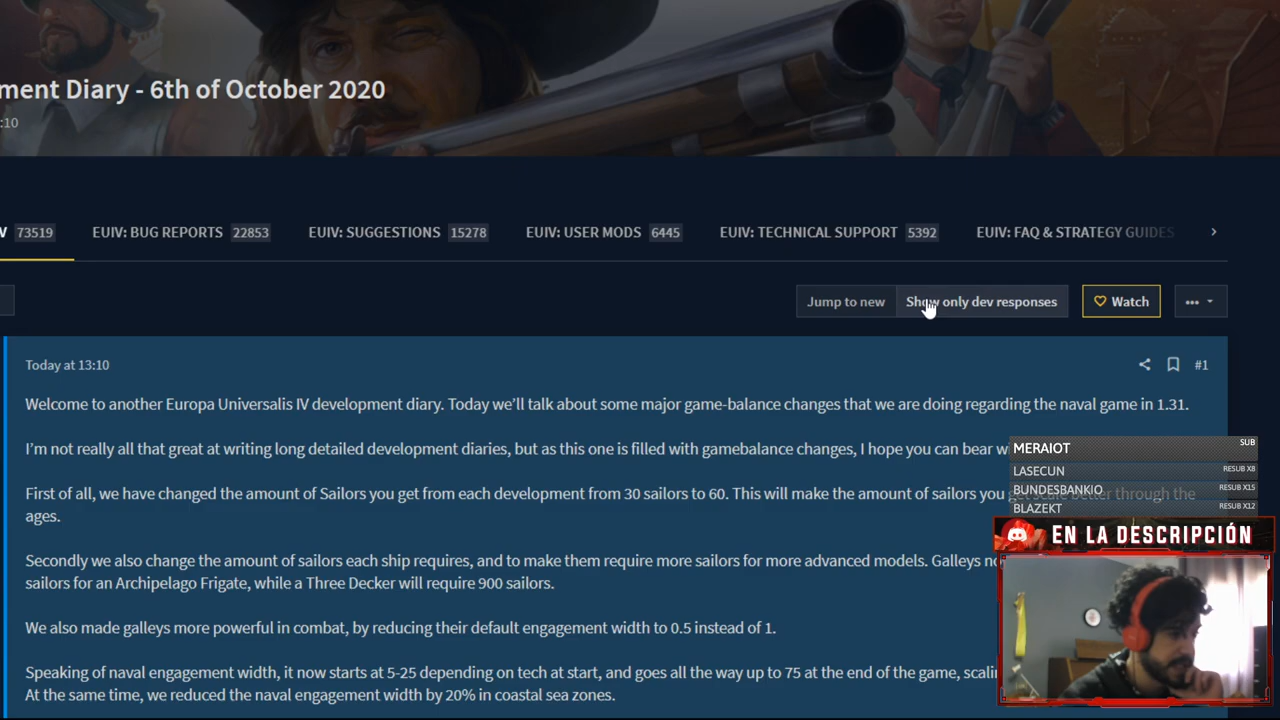 ment Diary - 6th of October 2020
:10
V 73519 EUIV: BUG REPORTS 22853 EUIV: SUGGESTIONS 15278 EUIV: USER MODS 6445 EUIV: TECHNICAL SUPPORT 5392 EUIV: FAQ & STRATEGY GUIDES
Jump to new Show only dev responses Watch
Today at 13:10 #1
Welcome to another Europa Universalis IV development diary. Today we'll talk about some major game-balance changes that we are doing regarding the naval game in 1.31.
I'm not really all that great at writing long detailed development diaries, but as this one is filled with gamebalance changes, I hope you can bear
First of all, we have changed the amount of Sailors you get from each development from 30 sailors to 60. This will make the amount of sailors you get scale better through the
ages.
Secondly we also change the amount of sailors each ship requires, and to make them require more sailors for more advanced models. Galleys
sailors for an Archipelago Frigate, while a Three Decker will require 900 sailors.
We also made galleys more powerful in combat, by reducing their default engagement width to 0.5 instead of 1.
Speaking of naval engagement width, it now starts at 5-25 depending on tech at start, and goes all the way up to 75 at the end of the game,
At the same time, we reduced the naval engagement width by 20% in coastal sea zones.
MERAIOT SUB
LASECUN RESUB X8
BUNDESBANKIO RESUB X15
BLAZEKT RESUB X12
EN LA DESCRIPCIÓN